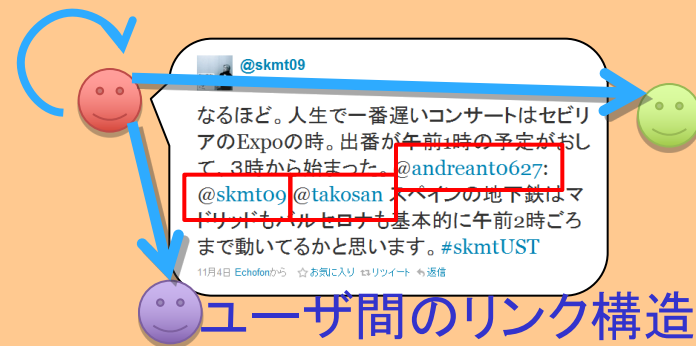 @skmt09
なるほど。人生で一番遅いコンサートはセビリ
アのExpoの時。出番が午前1時の予定がおし
て、3時から始まった。@andreant0627:
@skmt09 @takosan スペインの地下鉄はマ
ドリッドもバルセロナも基本的に午前2時ごろ
まで動いてるかと思います。#skmtUST
11月4日 Echofonから ☆お気に入り リツイート 返信
ユーザ間のリンク構造